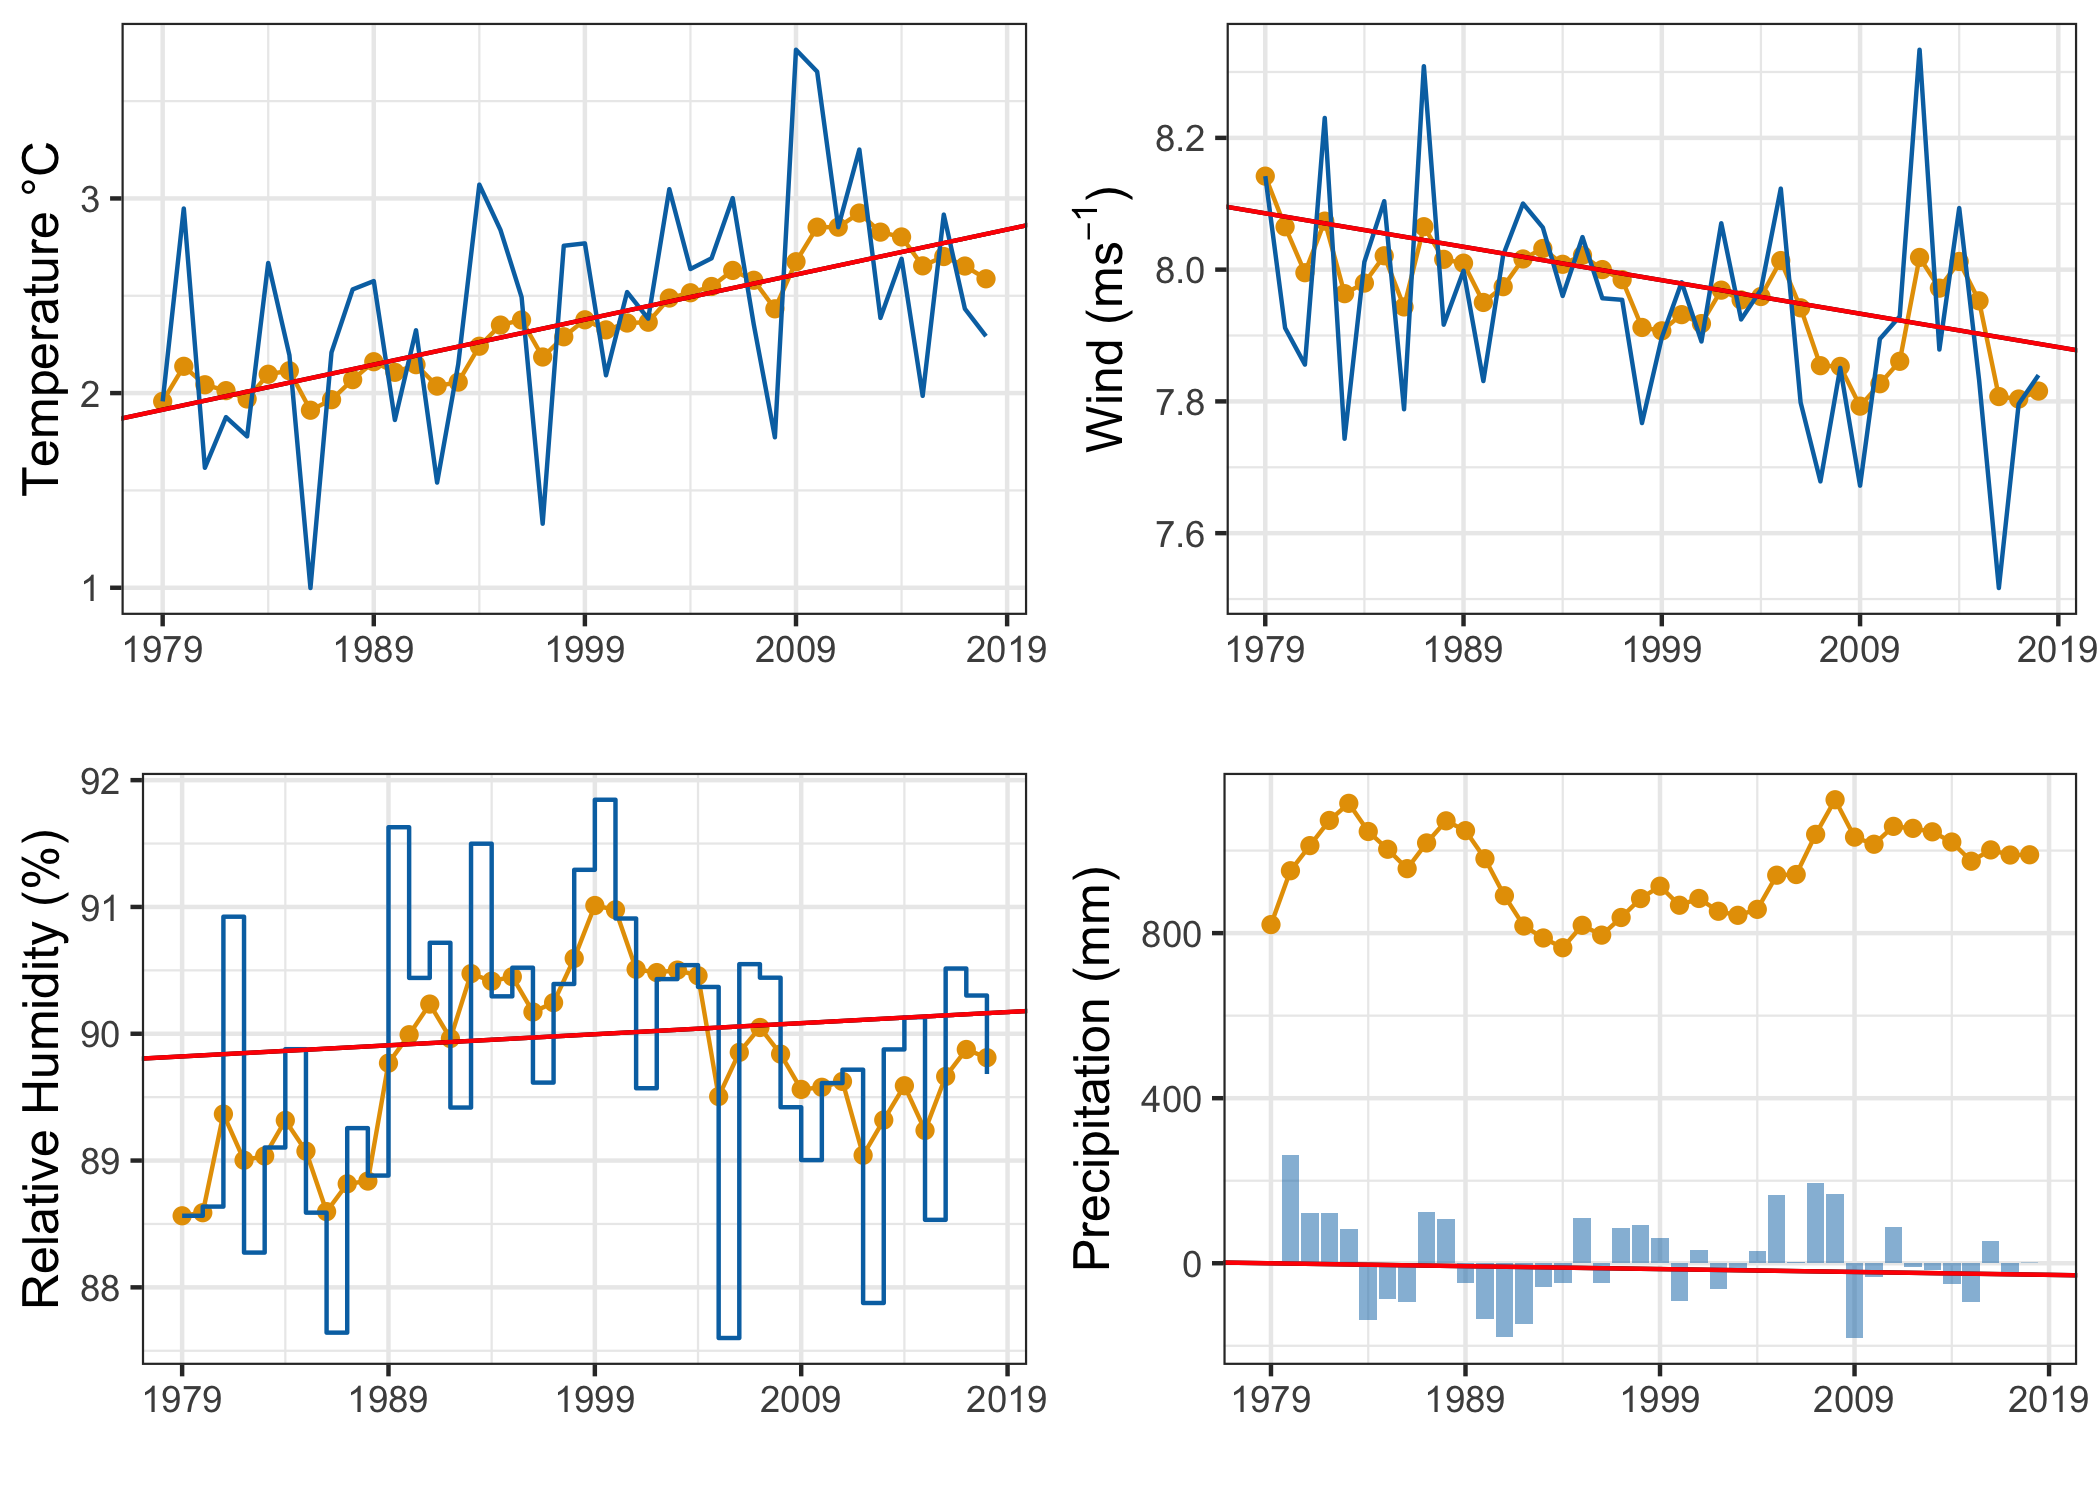 Temperature °C
3
2
1
1979 1989 1999 2009 2019
Wind (ms⁻¹)
8.2
8.0
7.8
7.6
1979 1989 1999 2009 2019
Relative Humidity (%)
92
91
90
89
88
1979 1989 1999 2009 2019
Precipitation (mm)
800
400
0
1979 1989 1999 2009 2019